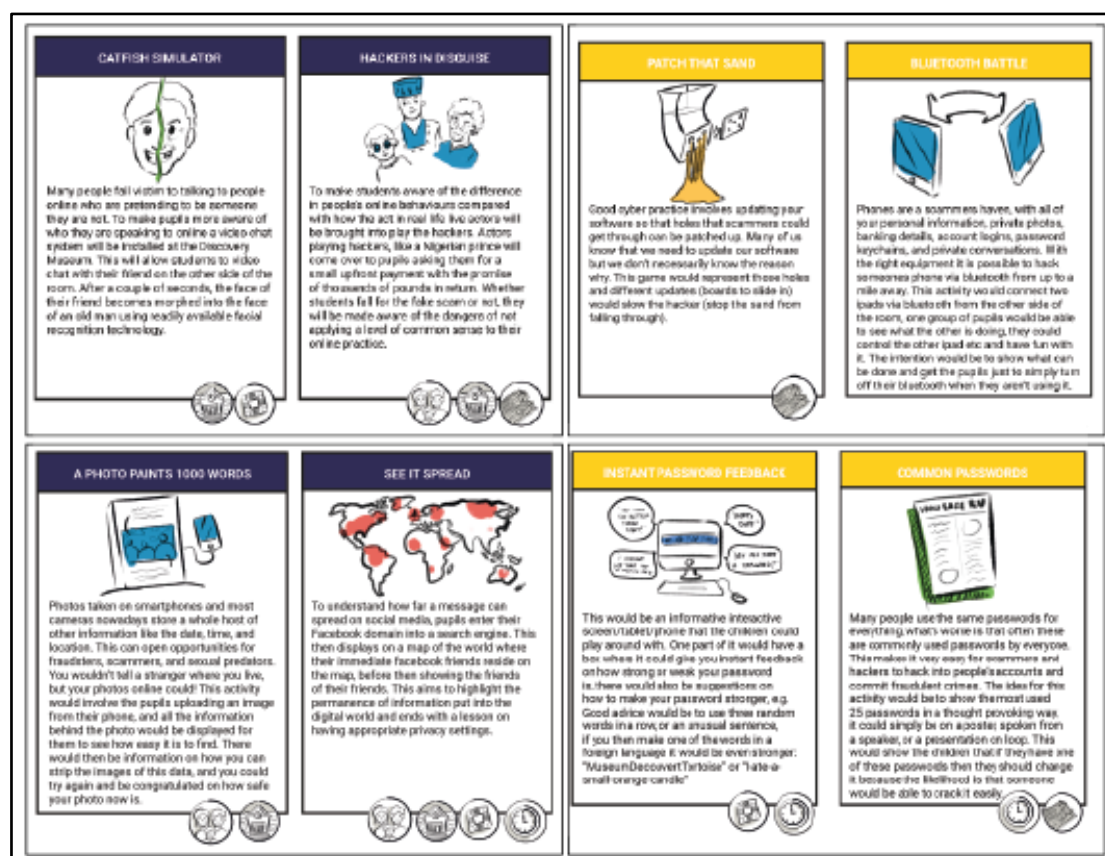 CATFISH SIMULATOR
Many people fall victim to talking to people
online who are pretending to be someone
they are not. To make pupils more aware of
who they are speaking to online a video chat
system will be installed at the Discovery
Museum. This will allow students to video
chat with their friend on the other side of the
room. After a couple of seconds, the face of
their friend becomes morphed into the face
of an old man using readily available facial
recognition technology.
HACKERS IN DISGUISE
To make students aware of the difference
in people's online behaviours compared
with how the act in real life live actors will
be brought into play the hackers. Actors
playing hackers, like a Nigerian prince will
come over to pupils asking them for a
small upfront payment with the promise
of thousands of pounds in return. Whether
students fall for the fake scam or not, they
will be made aware of the dangers of not
applying a level of common sense to their
online practice.
PATCH THAT SAND
Good cyber practice involves updating your
software so that holes that scammers could
get through can be patched up. Many of us
know that we need to update our software
but we don't necessarily know the reason
why. This game would represent those holes
and different updates (boards to slide in)
would slow the hacker (stop the sand from
falling through).
BLUETOOTH BATTLE
Phones are a scammers haven, with all of
your personal information, private photos,
banking details, account logins, password
keychains, and private conversations. With
the right equipment it is possible to hack
someones phone via bluetooth from up to a
mile away. This activity would connect two
ipads via bluetooth from the other side of
the room, one group of pupils would be able
to see what the other is doing, they could
control the other ipad etc and have fun with
it. The intention would be to show what can
be done and get the pupils just to simply turn
off their bluetooth when they aren't using it.
A PHOTO PAINTS 1000 WORDS
Photos taken on smartphones and most
cameras nowadays store a whole host of
other information like the date, time, and
location. This can open opportunities for
fraudsters, scammers, and sexual predators.
You wouldn't tell a stranger where you live,
but your photos online could! This activity
would involve the pupils uploading an image
from their phone, and all the information
behind the photo would be displayed for
them to see how easy it is to find. There
would then be information on how you can
strip the images of this data, and you could
try again and be congratulated on how safe
your photo now is.
SEE IT SPREAD
To understand how far a message can
spread on social media, pupils enter their
Facebook domain into a search engine. This
then displays on a map of the world where
their immediate facebook friends reside on
the map, before then showing the friends
of their friends. This aims to highlight the
permanence of information put into the
digital world and ends with a lesson on
having appropriate privacy settings.
INSTANT PASSWORD FEEDBACK
This would be an informative interactive
screen/tablet/phone that the children could
play around with. One part of it would have a
box where it could give you instant feedback
on how strong or weak your password
is. there would also be suggestions on
how to make your password stronger, e.g.
Good advice would be to use three random
words in a row, or an unusual sentence,
if you then make one of the words in a
foreign language it would be even stronger:
or "I-ate-a-
small-orange-candle"
COMMON PASSWORDS
Many people use the same passwords for
everything, what's worse is that often these
are commonly used passwords by everyone.
This makes it very easy for scammers and
hackers to hack into people's accounts and
commit fraudulent crimes. The idea for this
activity would be to show the most used
25 passwords in a thought provoking way.
it could simply be on a poster, spoken from
a speaker, or a presentation on loop. This
would show the children that if they have one
of these passwords then they should change
it because the likelihood is that someone
would be able to crack it easily.